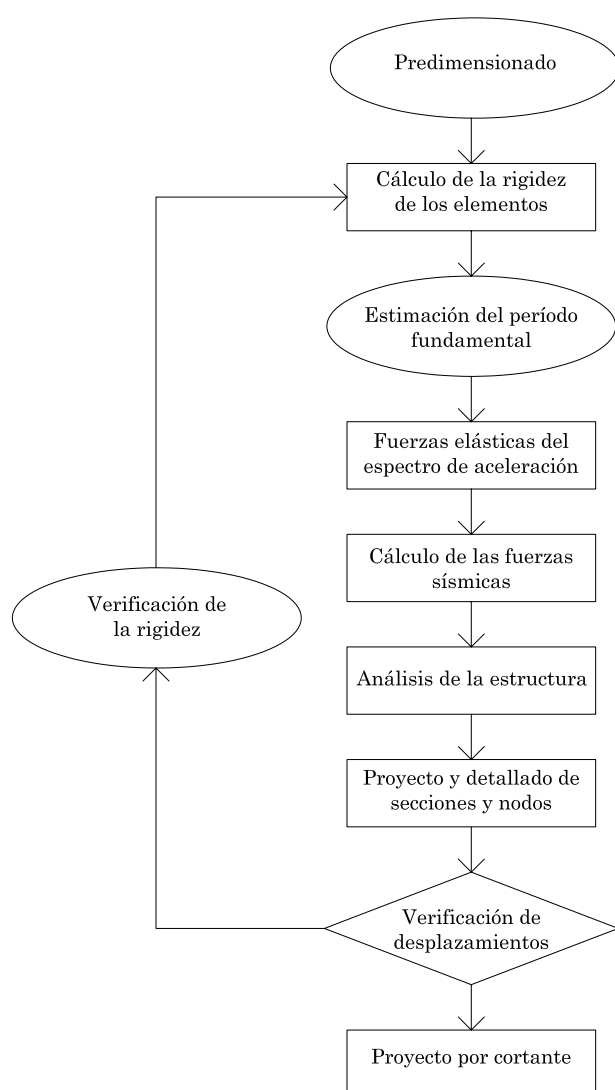 Predimensionado
Cálculo de la rigidez
de los elementos
Estimación del período
fundamental
Fuerzas elásticas del
espectro de aceleración
Cálculo de las fuerzas
sísmicas
Verificación de
la rigidez
Análisis de la estructura
Proyecto y detallado de
secciones y nodos
Verificación de
desplazamientos
Proyecto por cortante